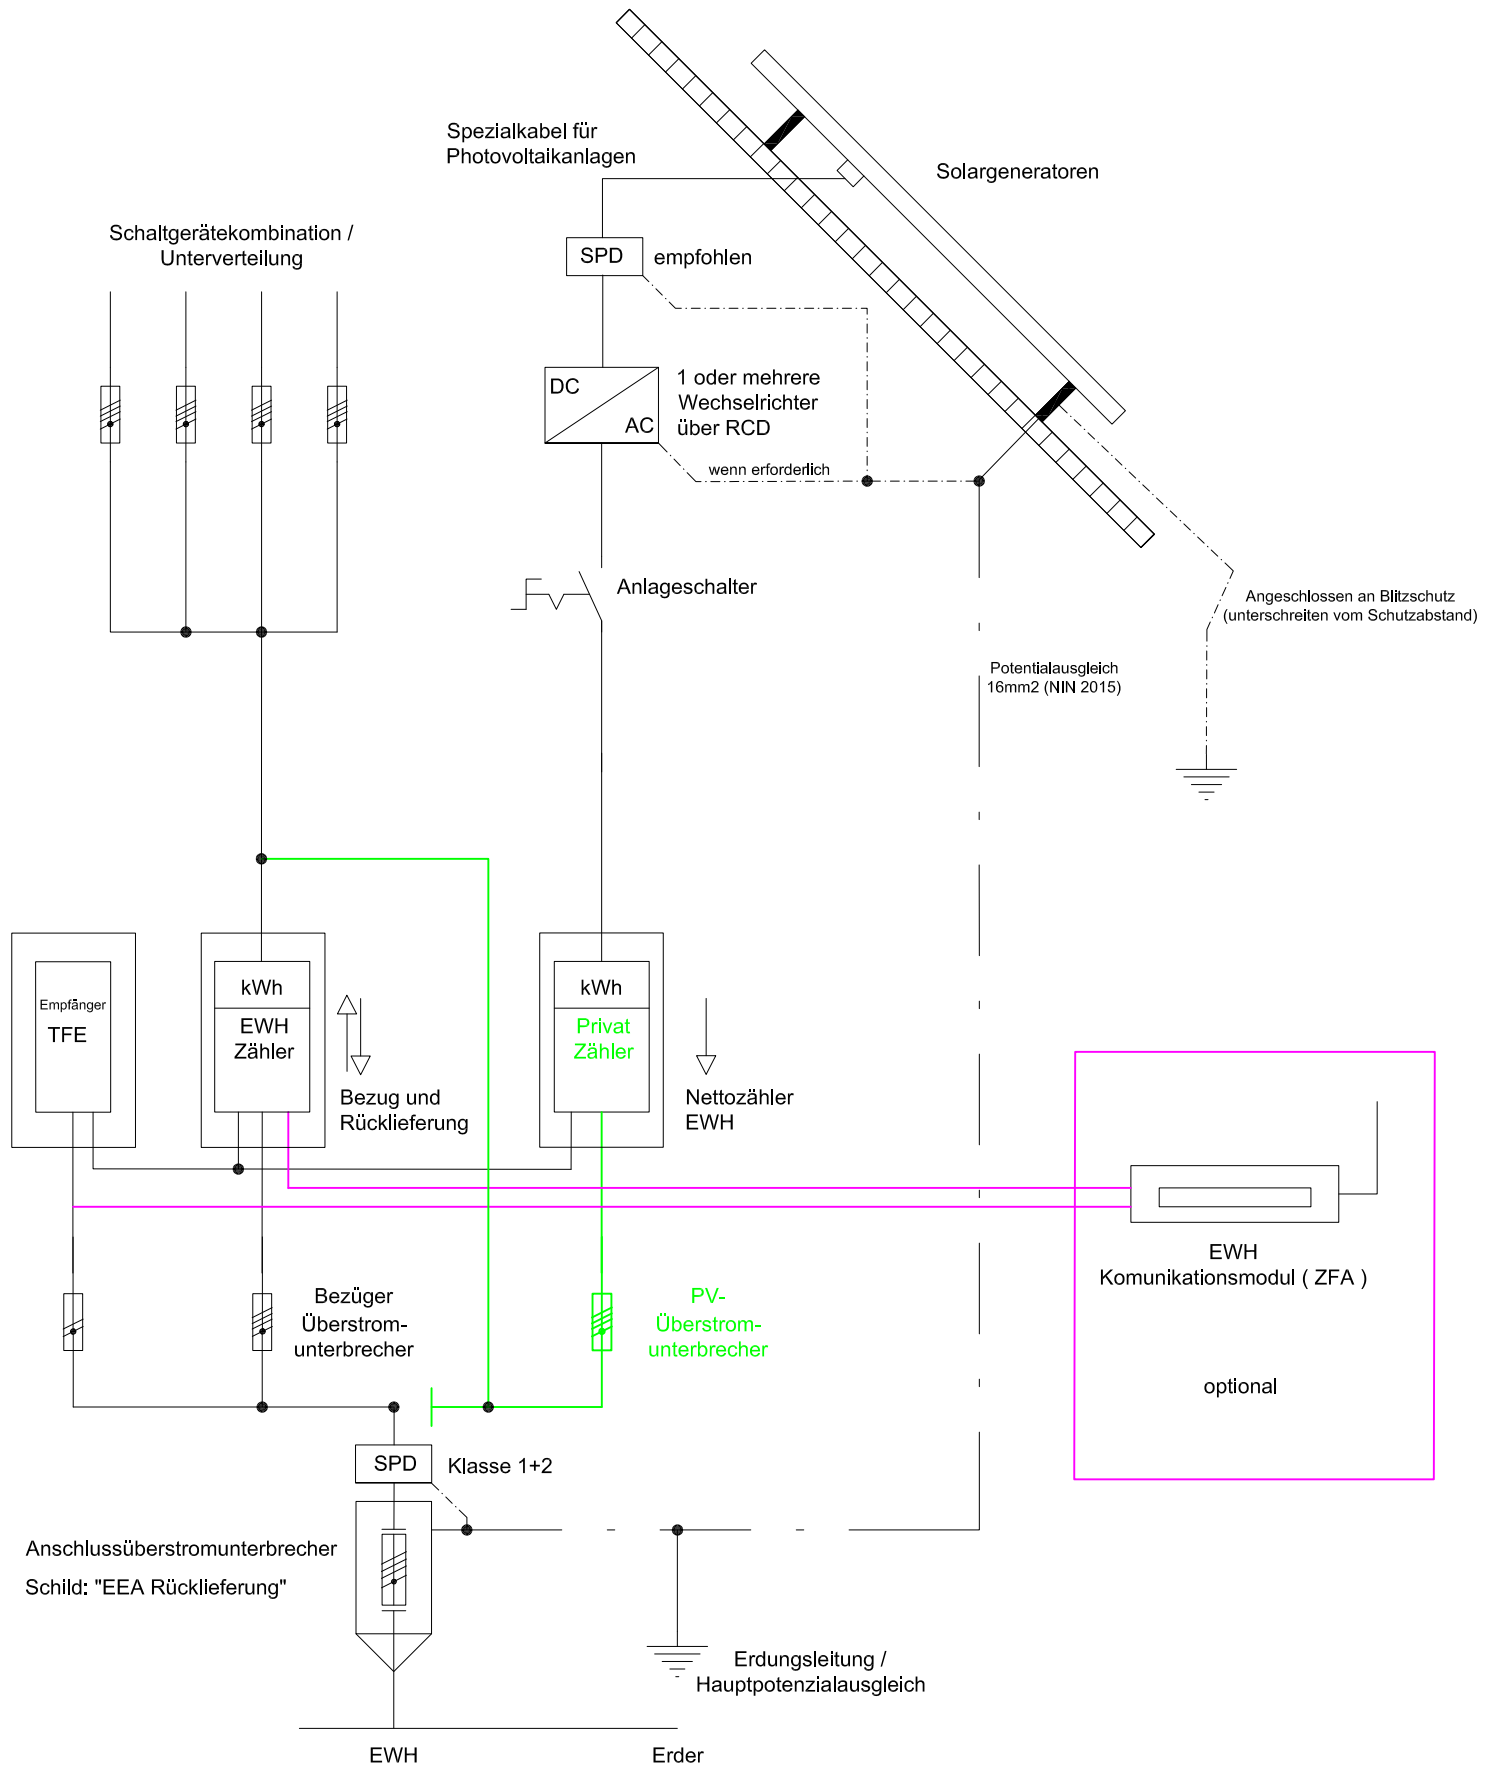 Spezialkabel für
Photovoltaikanlagen
Solargeneratoren
Schaltgerätekombination /
Unterverteilung
SPD
empfohlen
DC
AC
1 oder mehrere
Wechselrichter
über RCD
wenn erforderlich
Anlageschalter
Angeschlossen an Blitzschutz
(unterschreiten vom Schutzabstand)
Potentialausgleich
16mm2 (NIN 2015)
Empfänger
TFE
kWh
EWH
Zähler
Bezug und
Rücklieferung
kWh
Privat
Zähler
Nettozähler
EWH
EWH
Komunikationsmodul ( ZFA )
optional
Bezüger
Überstrom-
unterbrecher
PV-
Überstrom-
unterbrecher
SPD
Klasse 1+2
Anschlussüberstromunterbrecher
Schild: "EEA Rücklieferung"
Erdungsleitung /
Hauptpotenzialausgleich
EWH
Erder